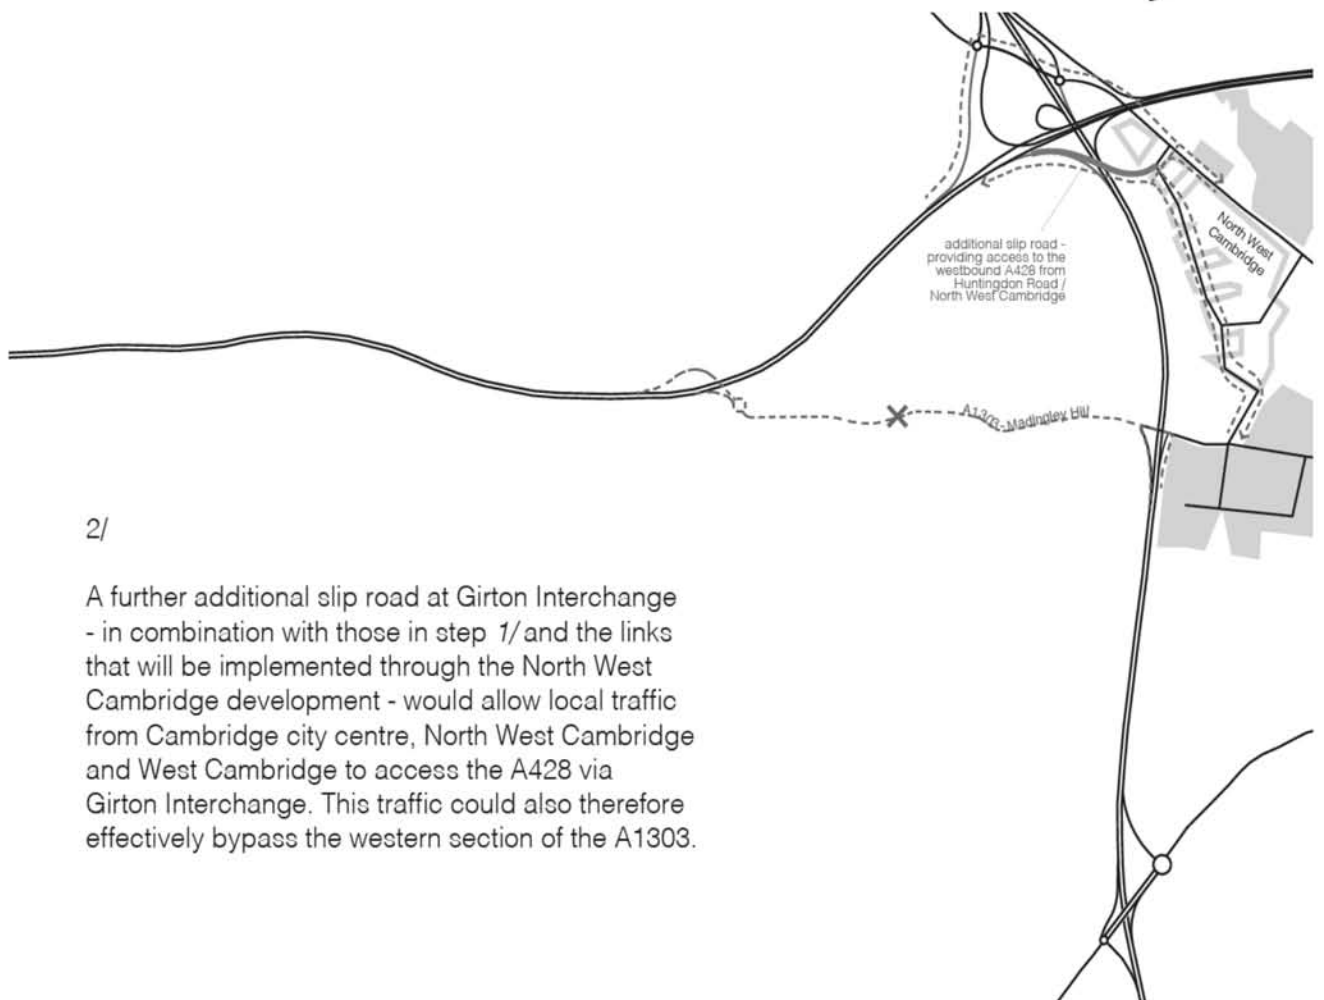 North West
Cambridge
additional slip road -
providing access to the
westbound A428 from
Huntingdon Road /
North West Cambridge
A1303 - Madingley Hill
2/
A further additional slip road at Girton Interchange
- in combination with those in step 1/ and the links
that will be implemented through the North West
Cambridge development - would allow local traffic
from Cambridge city centre, North West Cambridge
and West Cambridge to access the A428 via
Girton Interchange. This traffic could also therefore
effectively bypass the western section of the A1303.